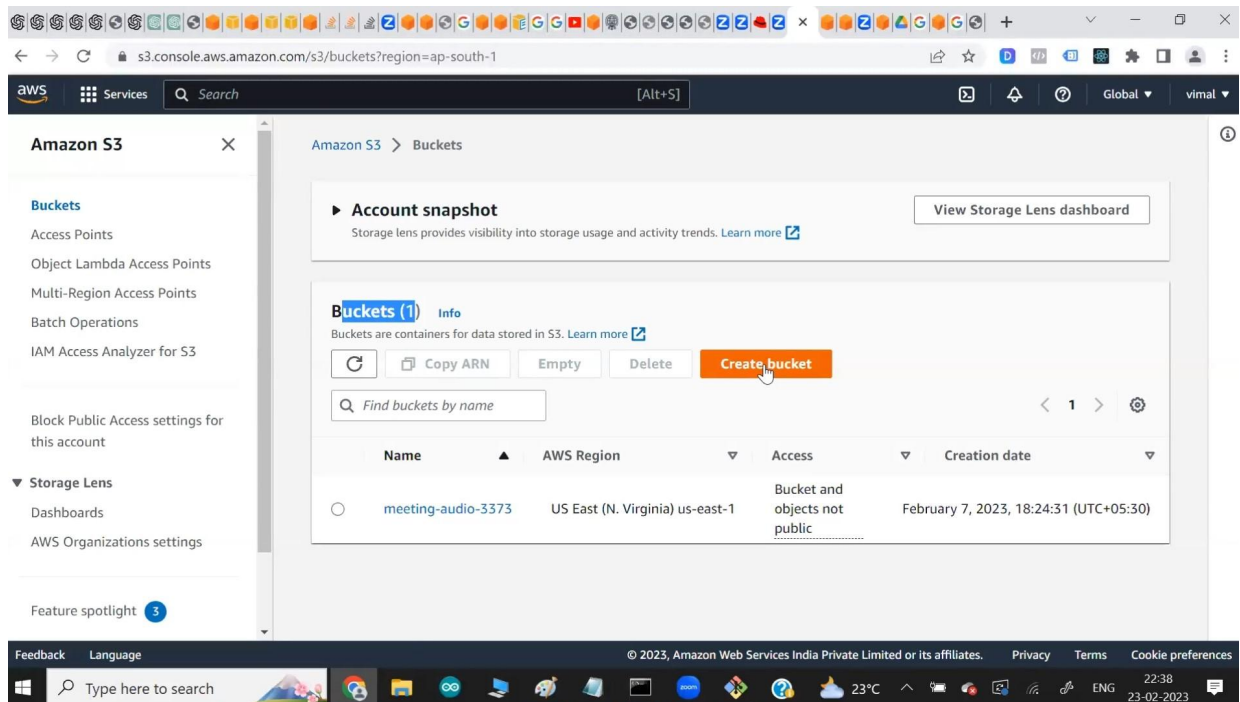 s3.console.aws.amazon.com/s3/buckets?region=ap-south-1
aws
Services
Search
[Alt+S]
Global
vimal
Amazon S3
Buckets
Access Points
Object Lambda Access Points
Multi-Region Access Points
Batch Operations
IAM Access Analyzer for S3
Block Public Access settings for
this account
Storage Lens
Dashboards
AWS Organizations settings
Feature spotlight 3
Amazon S3 > Buckets
Account snapshot
Storage lens provides visibility into storage usage and activity trends. Learn more
View Storage Lens dashboard
Buckets (1) Info
Buckets are containers for data stored in S3. Learn more
Copy ARN
Empty
Delete
Create bucket
Find buckets by name
1
Name AWS Region Access Creation date
meeting-audio-3373
US East (N. Virginia) us-east-1
Bucket and
objects not
public
February 7, 2023, 18:24:31 (UTC+05:30)
Feedback Language
© 2023, Amazon Web Services India Private Limited or its affiliates. Privacy Terms Cookie preferences
Type here to search
zoom
23°C
ENG
22:38
23-02-2023